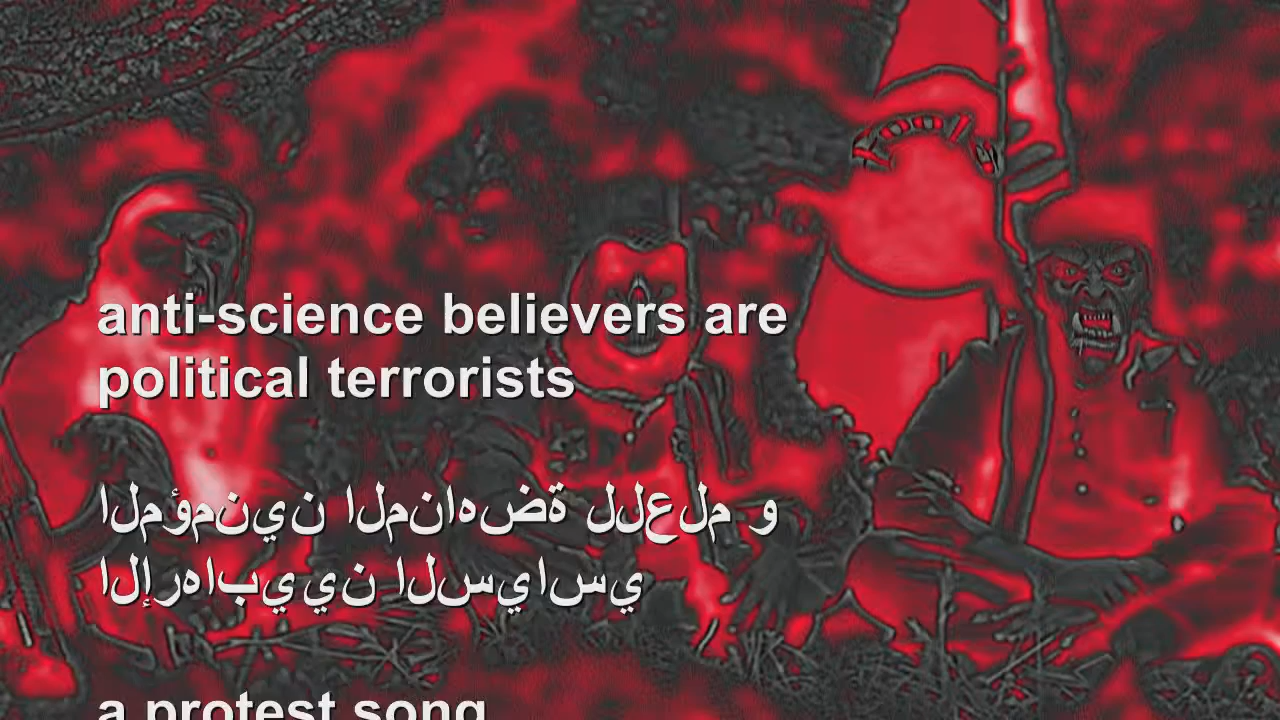 anti-science believers are
political terrorists
المؤمنين المناهضة للعلم و
الإرهابيين السياسي
a protest song